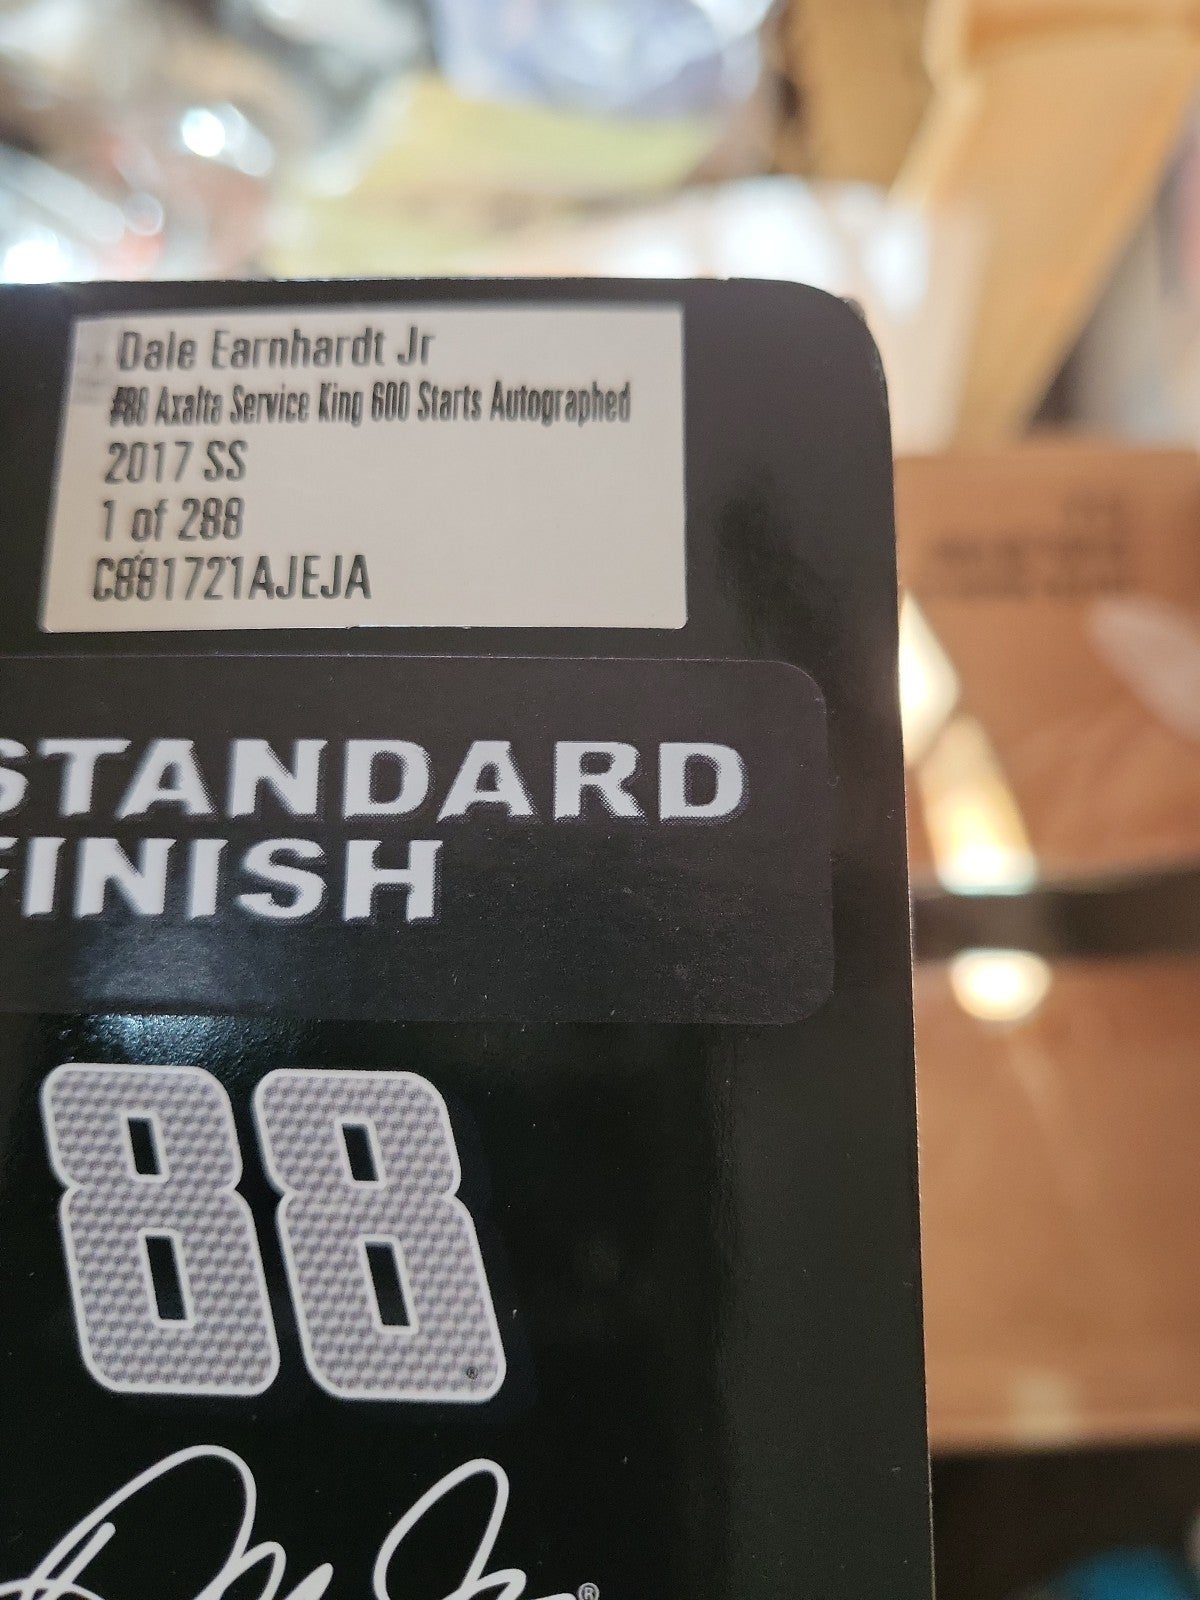 Dale Earnhardt Jr
#88 Axalta Service King 600 Starts Autographed
2017 SS
1 of 288
C881721AJEJA
STANDARD
FINISH
88
®